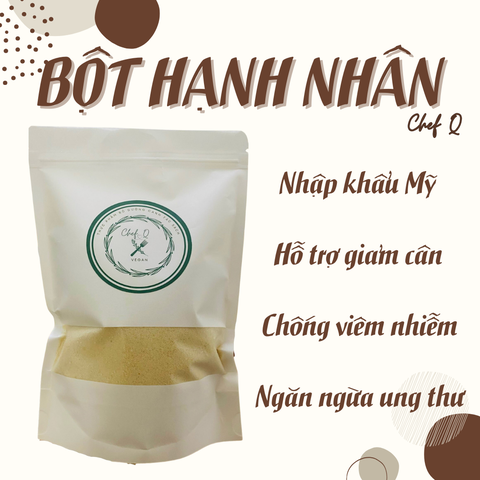 BỘT HẠNH NHÂN
Chef Q
Nhập khẩu Mỹ
Hỗ trợ giảm cân
Chống viêm nhiễm
Ngăn ngừa ung thư
Chef Q
VEGAN